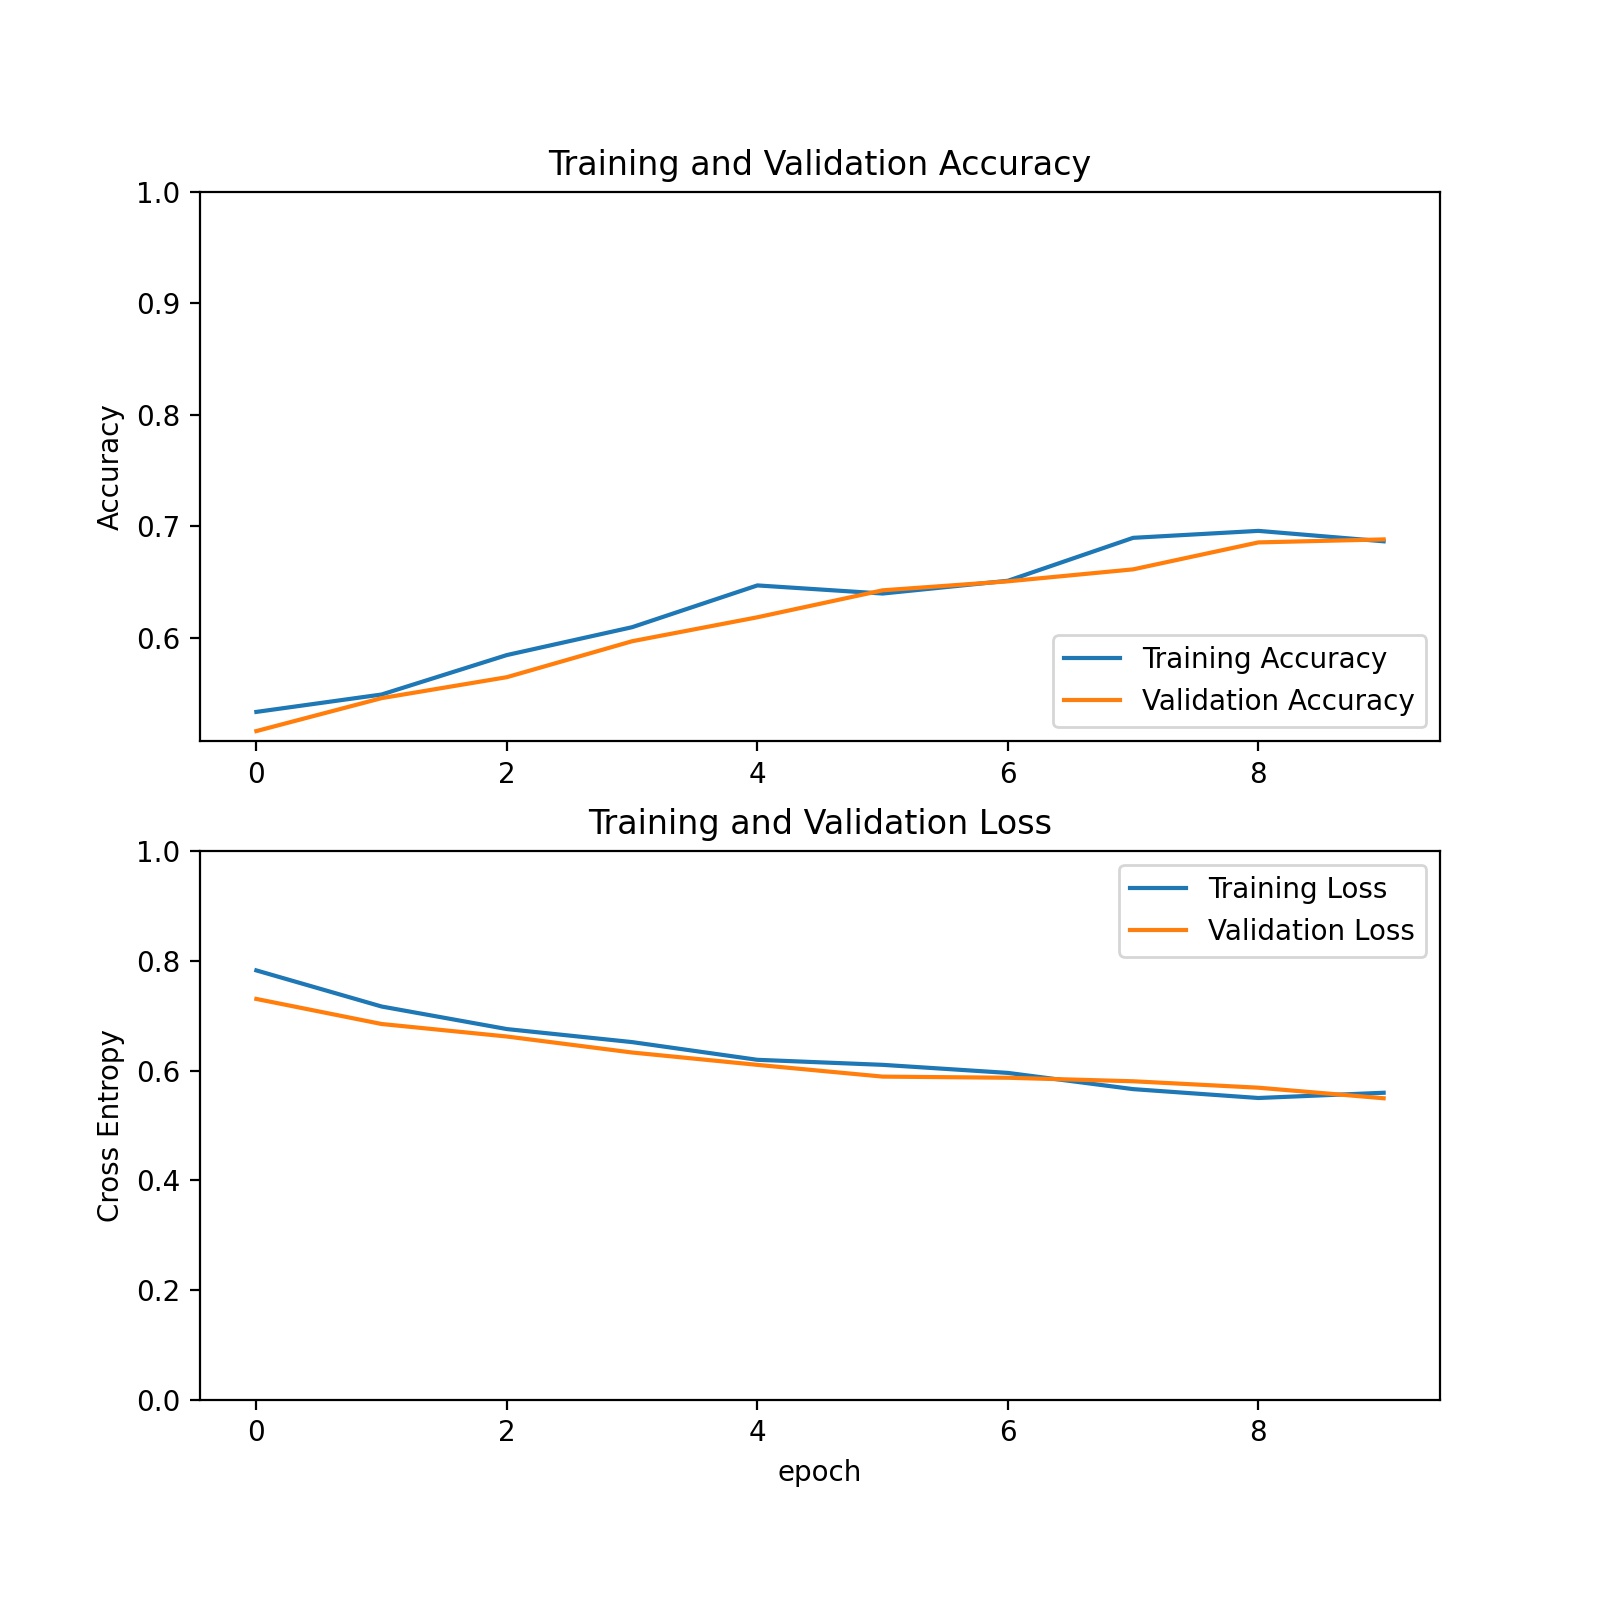 Training and Validation Accuracy
1.0
0.9
0.8
0.7
0.6
Accuracy
Training Accuracy
Validation Accuracy
0 2 4 6 8
Training and Validation Loss
1.0
0.8
0.6
0.4
0.2
0.0
Cross Entropy
Training Loss
Validation Loss
0 2 4 6 8
epoch